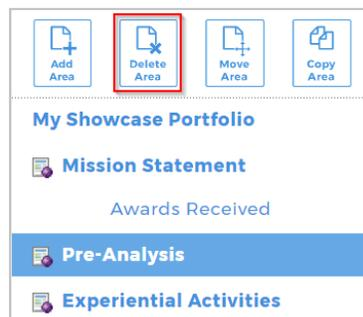 Add Area
Delete Area
Move Area
Copy Area
My Showcase Portfolio
Mission Statement
Awards Received
Pre-Analysis
Experiential Activities